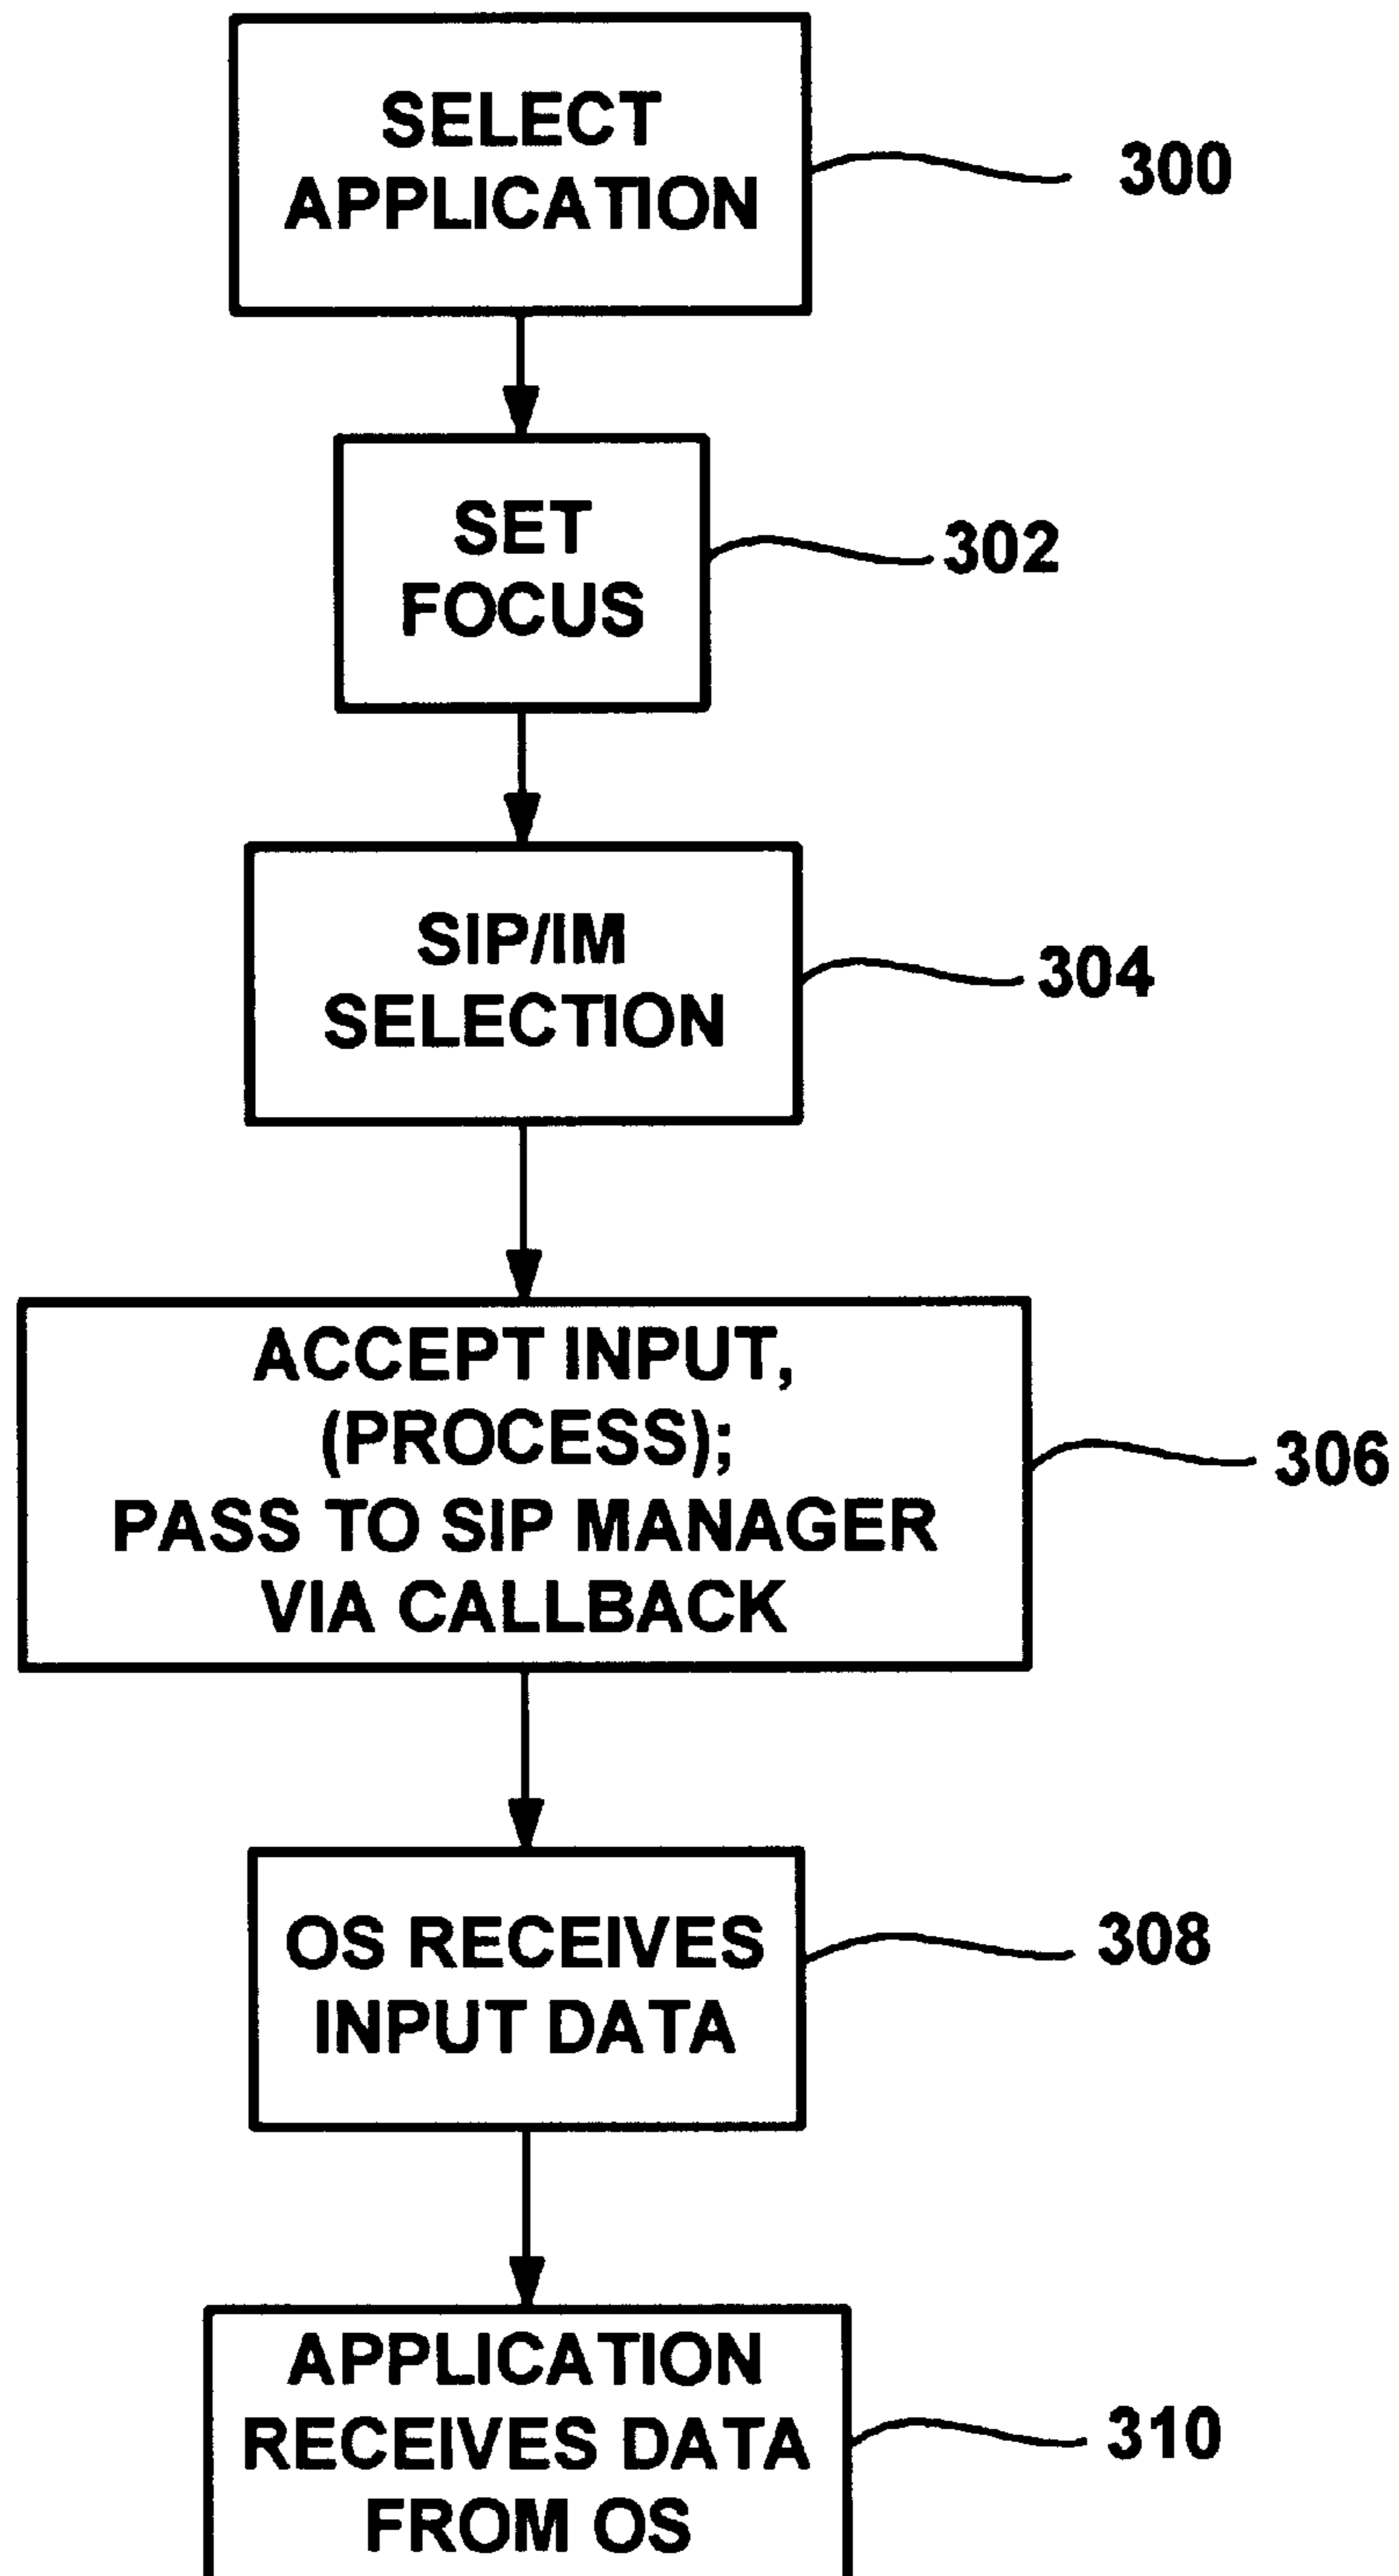 SELECT
APPLICATION
300
SET
FOCUS
302
SIP/IM
SELECTION
304
ACCEPT INPUT,
(PROCESS);
PASS TO SIP MANAGER
VIA CALLBACK
306
OS RECEIVES
INPUT DATA
308
APPLICATION
RECEIVES DATA
FROM OS
310